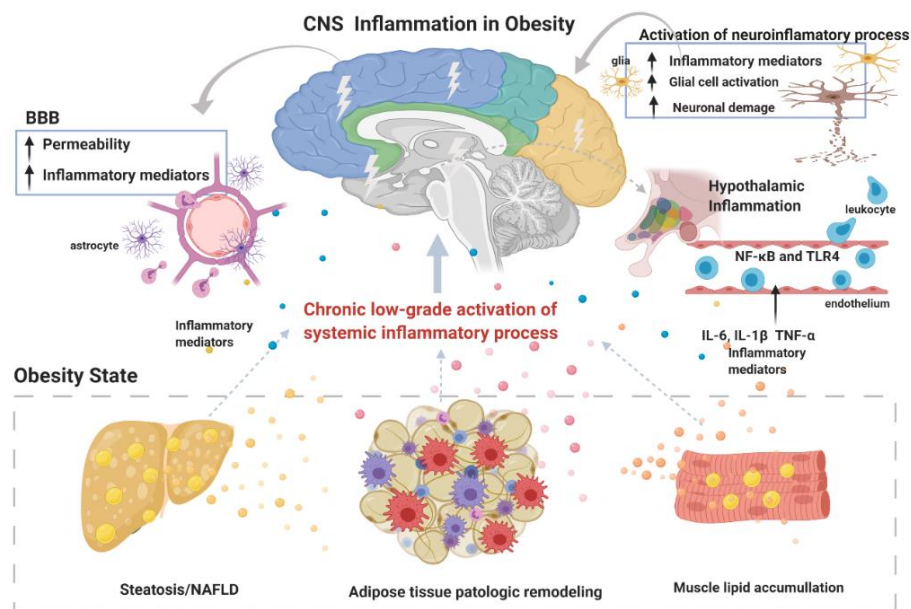 CNS Inflammation in Obesity
Activation of neuroinflamatory process
glia
Inflammatory mediators
Glial cell activation
Neuronal demage
BBB
Permeability
Inflammatory mediators
astrocyte
Hypothalamic
Inflammation
leukocyte
NF-κB and TLR4
endothelium
Chronic low-grade activation of
systemic inflammatory process
Inflammatory
mediators
IL-6, IL-1β TNF-α
Inflammatory
mediators
Obesity State
Steatosis/NAFLD
Adipose tissue patologic remodeling
Muscle lipid accumullation